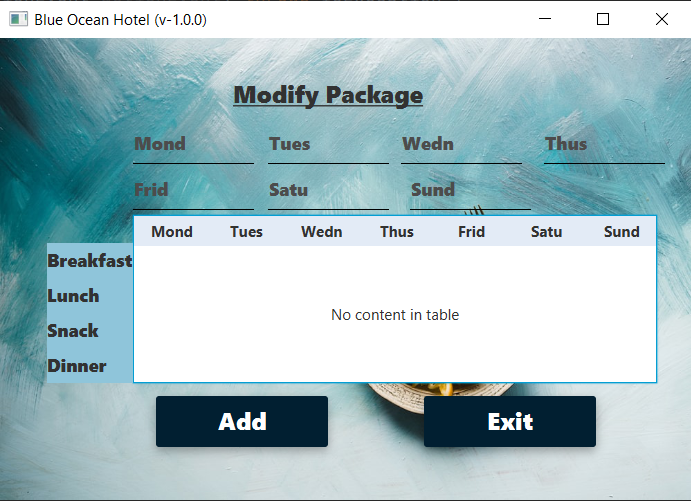 Blue Ocean Hotel (v-1.0.0)
Modify Package
Mond Tues Wedn Thus
Frid Satu Sund
Mond Tues Wedn Thus Frid Satu Sund
Breakfast
Lunch
No content in table
Snack
Dinner
Add Exit